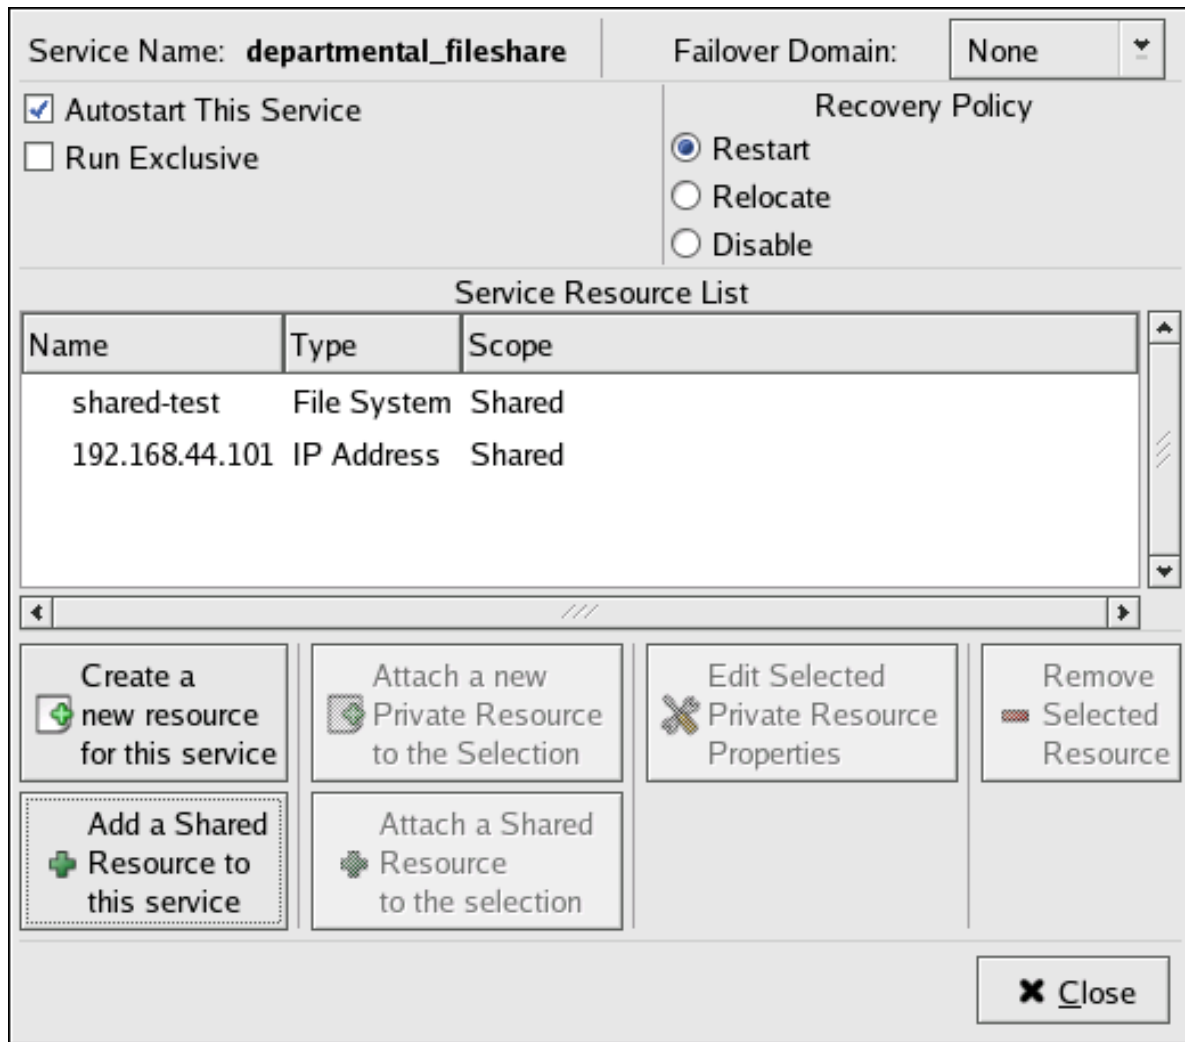 Service Name: departmental_fileshare
Failover Domain: None
Autostart This Service
Run Exclusive
Recovery Policy
Restart
Relocate
Disable
Service Resource List
Name Type Scope
shared-test File System Shared
192.168.44.101 IP Address Shared
Create a
new resource
for this service
Attach a new
Private Resource
to the Selection
Edit Selected
Private Resource
Properties
Remove
Selected
Resource
Add a Shared
Resource to
this service
Attach a Shared
Resource
to the selection
Close